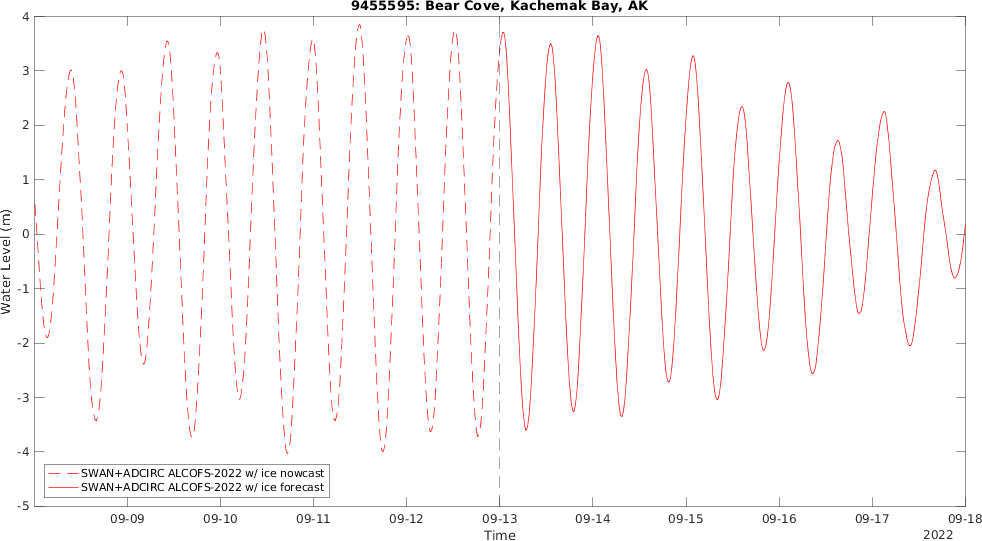 9455595: Bear Cove, Kachemak Bay, AK
4
3
2
1
0
-1
-2
-3
-4
-5
Water Level (m)
SWAN+ADCIRC ALCOFS-2022 w/ ice nowcast
SWAN+ADCIRC ALCOFS-2022 w/ ice forecast
09-09 09-10 09-11 09-12 09-13 09-14 09-15 09-16 09-17 09-18
Time
2022